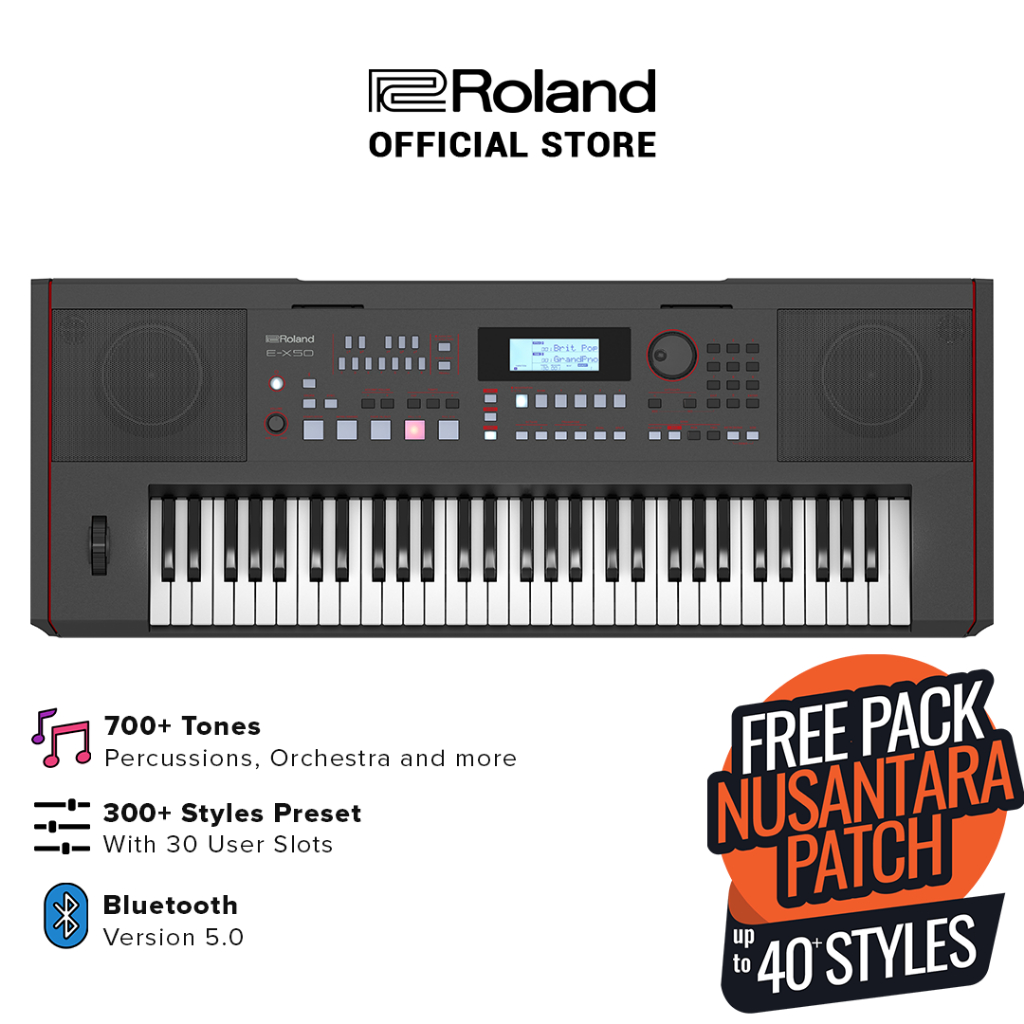 Roland
OFFICIAL STORE
Roland
E-X50
Brit Pop
GrandPno
700+ Tones
Percussions, Orchestra and more
300+ Styles Preset
With 30 User Slots
Bluetooth
Version 5.0
FREE PACK
NUSANTARA
PATCH
up to 40+ STYLES